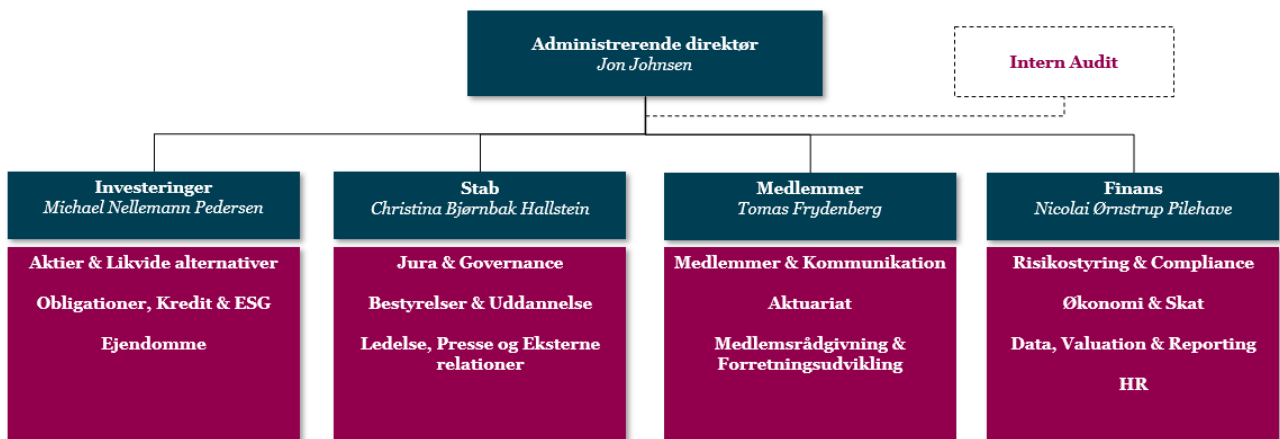 Administrerende direktør
Jon Johnsen
Intern Audit
Investeringer
Michael Nellemann Pedersen
Aktier & Likvide alternativer
Obligationer, Kredit & ESG
Ejendomme
Stab
Christina Bjørnbak Hallstein
Jura & Governance
Bestyrelser & Uddannelse
Ledelse, Presse og Eksterne
relationer
Medlemmer
Tomas Frydenberg
Medlemmer & Kommunikation
Aktuariat
Medlemsrådgivning &
Forretningsudvikling
Finans
Nicolai Ørnstrup Pilehave
Risikostyring & Compliance
Økonomi & Skat
Data, Valuation & Reporting
HR